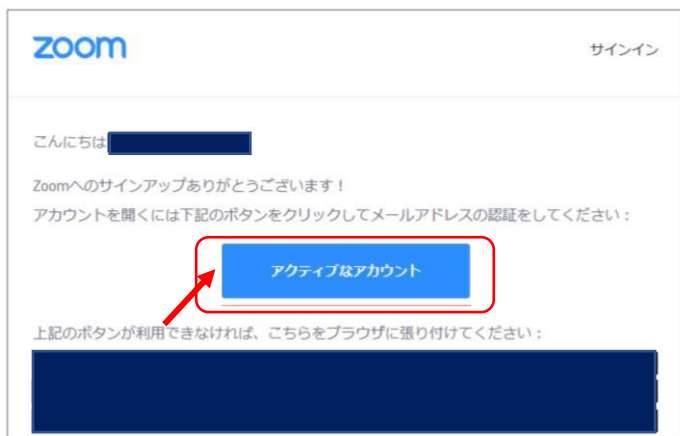 zoom
サインイン
こんにちは
Zoomへのサインアップありがとうございます！
アカウントを開くには下記のボタンをクリックしてメールアドレスの認証をしてください：
アクティブなアカウント
上記のボタンが利用できなければ、こちらをブラウザに張り付けてください：